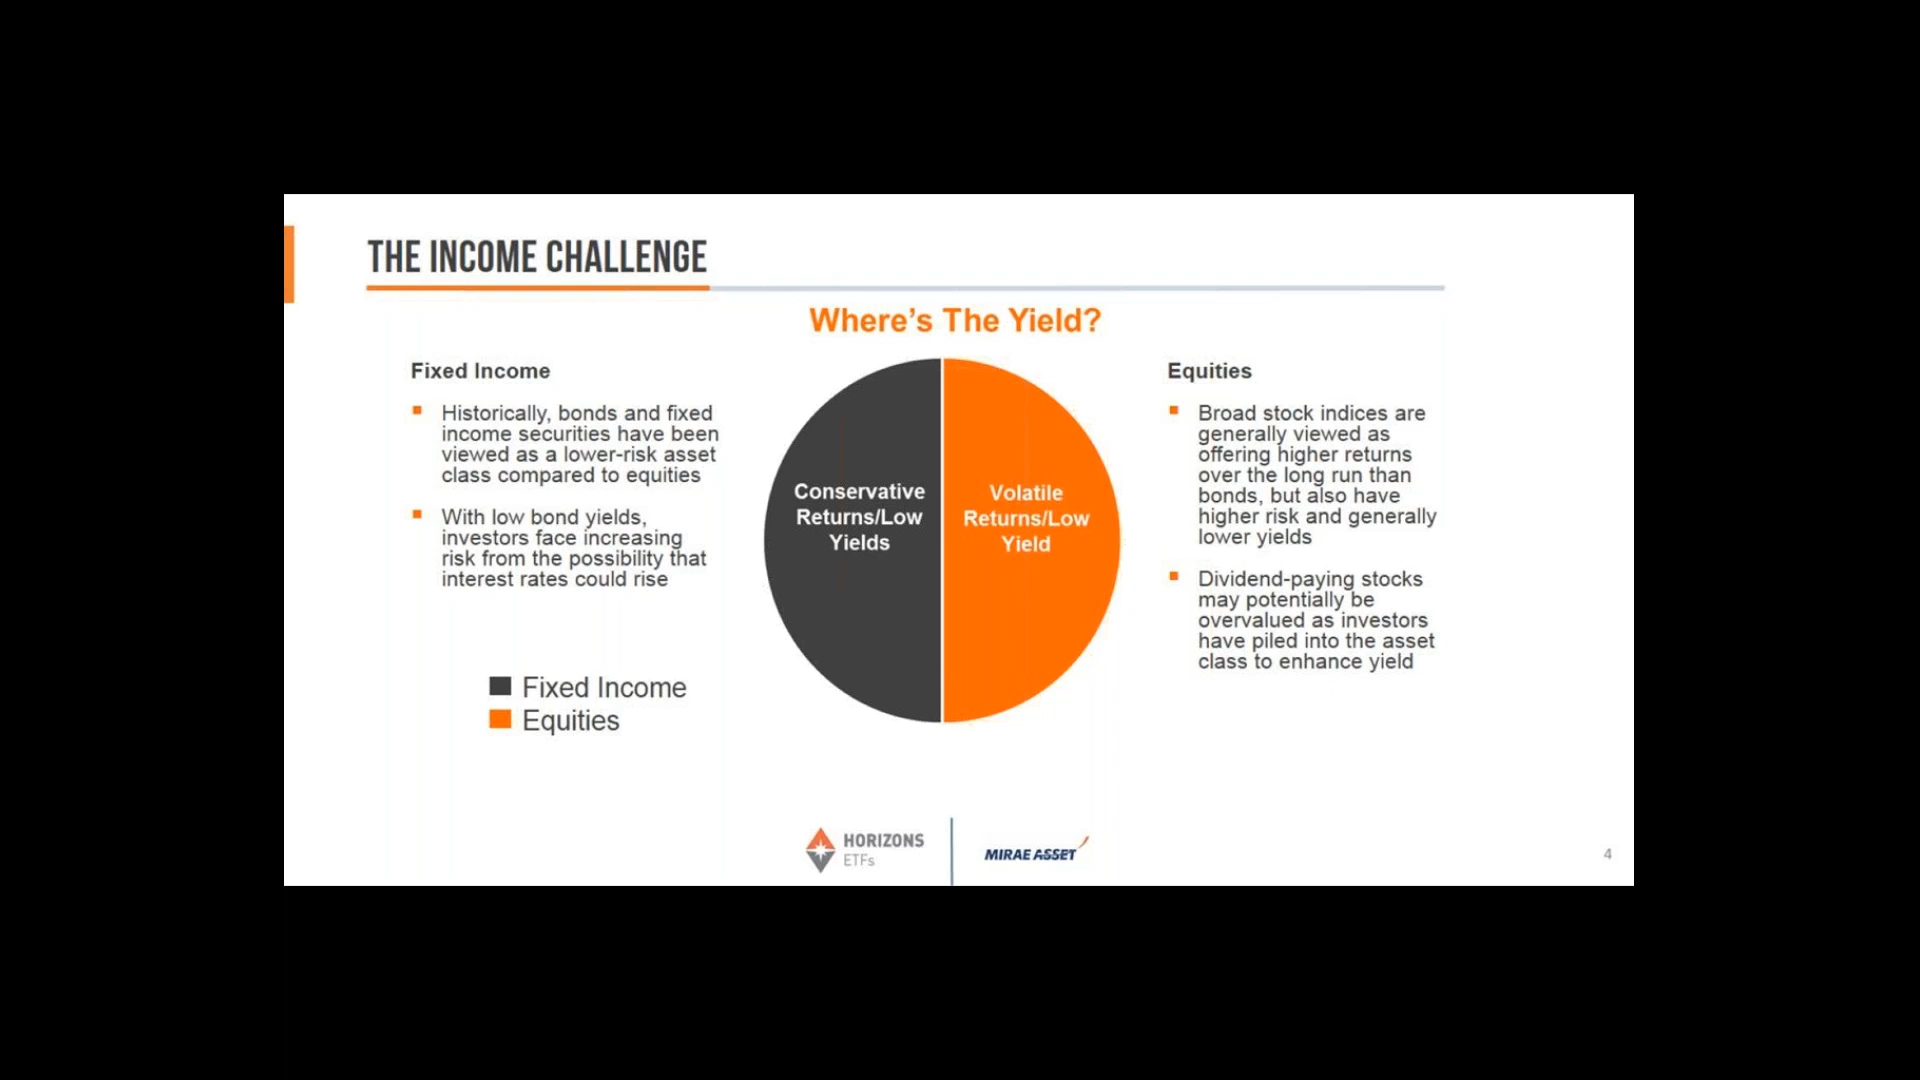 THE INCOME CHALLENGE
Where's The Yield?
Fixed Income
Historically, bonds and fixed
income securities have been
viewed as a lower-risk asset
class compared to equities
With low bond yields,
investors face increasing
risk from the possibility that
interest rates could rise
Fixed Income
Equities
Conservative
Returns/Low
Yields
Volatile
Returns/Low
Yield
Equities
Broad stock indices are
generally viewed as
offering higher returns
over the long run than
bonds, but also have
higher risk and generally
lower yields
Dividend-paying stocks
may potentially be
overvalued as investors
have piled into the asset
class to enhance yield
HORIZONS
ETFs
MIRAE ASSET
4